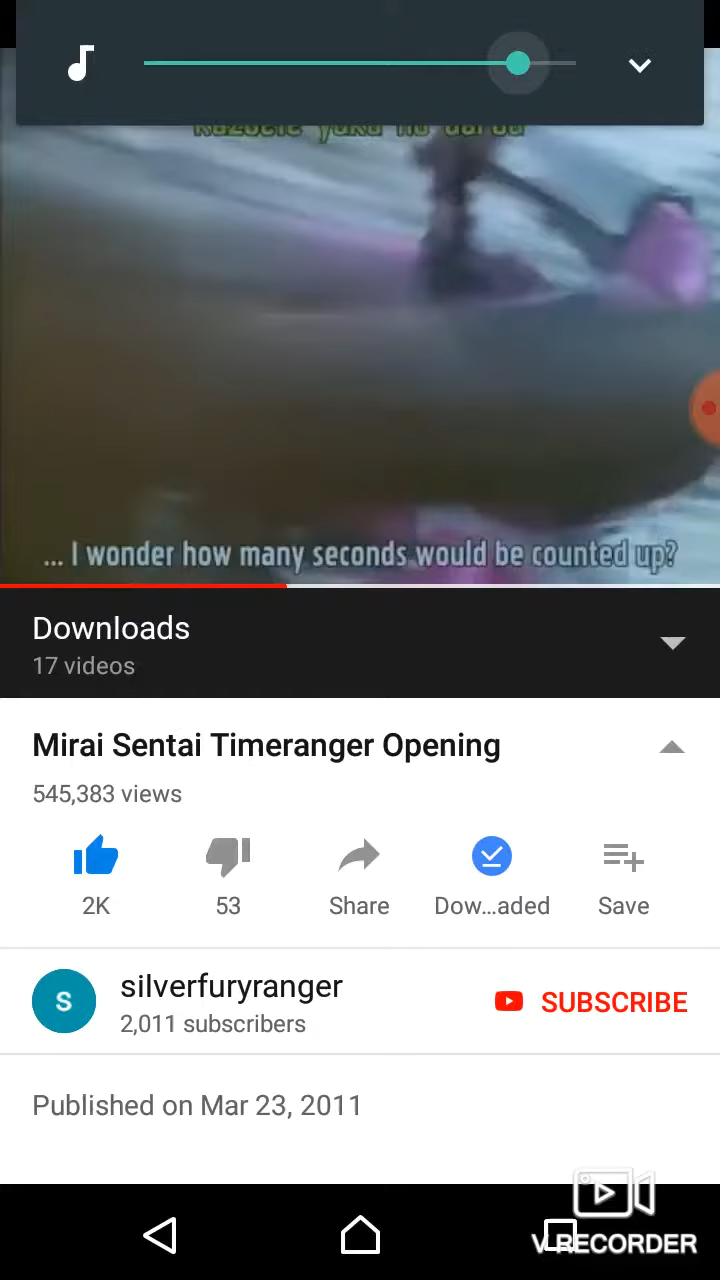 ... I wonder how many seconds would be counted up?
Downloads
17 videos
Mirai Sentai Timeranger Opening
545,383 views
2K
53
Share
Dow...aded
Save
S
silverfuryranger
2,011 subscribers
SUBSCRIBE
Published on Mar 23, 2011
V RECORDER